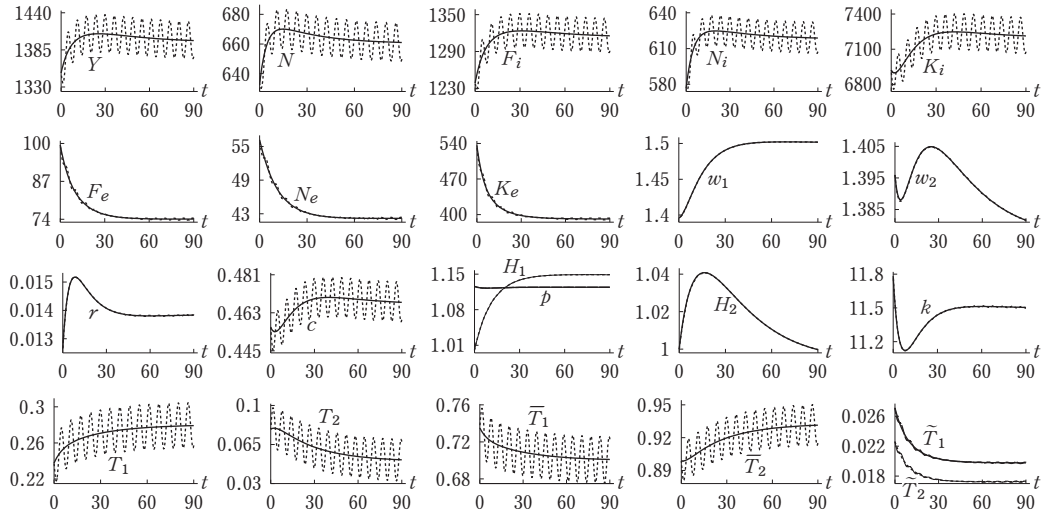 1440 1385 1330 Y 0 30 60 90 t
680 660 640 N 0 30 60 90 t
1350 1290 1230 F_i 0 30 60 90 t
640 610 580 N_i 0 30 60 90 t
7600 7200 6800 K_i 0 30 60 90 t
100 87 74 F_e 0 30 60 90 t
55 49 43 N_e 0 30 60 90 t
540 470 400 K_e 0 30 60 90 t
1.5 1.45 1.4 w_1 0 30 60 90 t
1.405 1.395 1.385 w_2 0 30 60 90 t
0.015 0.014 0.013 r 0 30 60 90 t
0.481 0.463 0.445 c 0 30 60 90 t
1.15 1.08 1.01 H_1 p 0 30 60 90 t
1.04 1.02 1 H_2 0 30 60 90 t
11.8 11.5 11.2 k 0 30 60 90 t
0.3 0.26 0.22 T_1 0 30 60 90 t
0.1 0.065 0.03 T_2 0 30 60 90 t
0.76 0.72 0.68 T̅_1 0 30 60 90 t
0.95 0.92 0.89 T̅_2 0 30 60 90 t
0.026 0.022 0.018 T̃_1 T̃_2 0 30 60 90 t